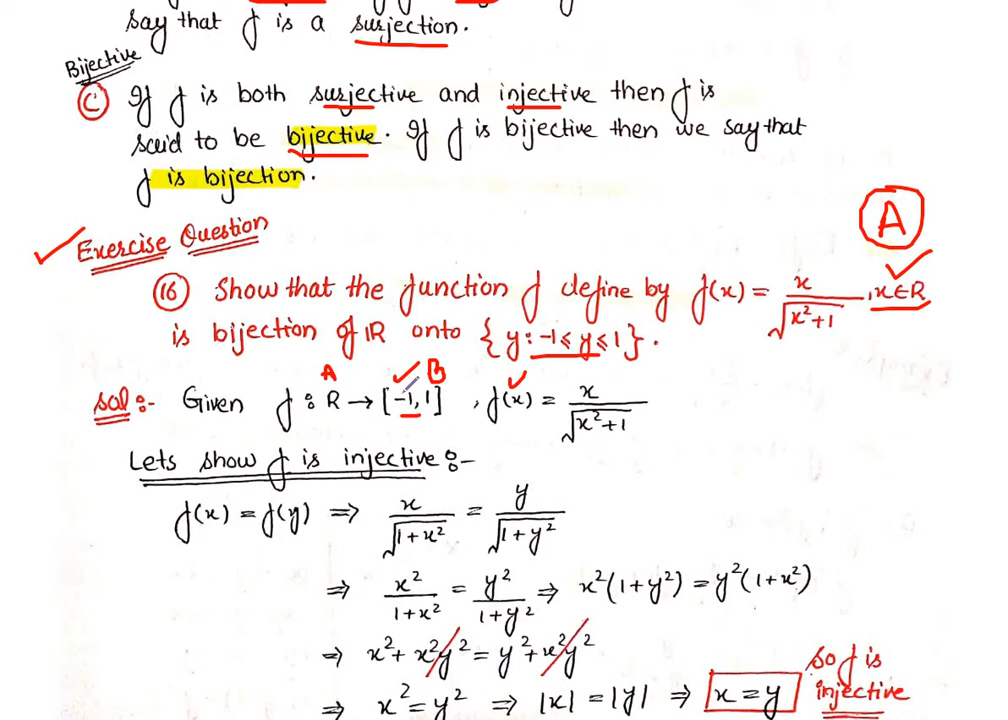 say that f is a surjection.
Bijective
(C) If f is both surjective and injective then f is
said to be bijective. If f is bijective then we say that
f is bijection.
✓ Exercise Question
A
(16) Show that the function f define by f(x) = x/√(x²+1), x∈R
is bijection of IR onto {y : -1 ≤ y ≤ 1}.
A B
Sol:- Given f : R → [-1, 1], f(x) = x/√(x²+1)
Lets show f is injective :-
f(x) = f(y) ⇒ x/√(1+x²) = y/√(1+y²)
⇒ x²/(1+x²) = y²/(1+y²) ⇒ x²(1+y²) = y²(1+x²)
⇒ x² + x²y² = y² + x²y²
⇒ x² = y² ⇒ |x| = |y| ⇒ x = y
So f is
injective